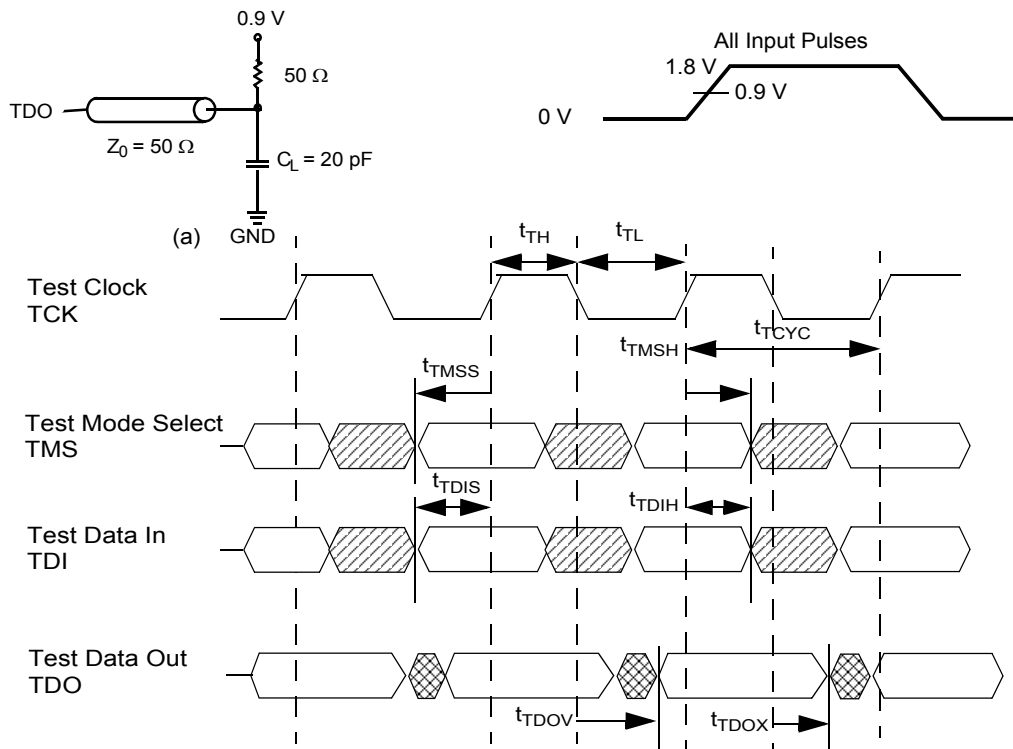 0.9 V
50 Ω
TDO
Z0 = 50 Ω
CL = 20 pF
(a)
GND
All Input Pulses
1.8 V
0.9 V
0 V
tTH
tTL
Test Clock
TCK
tTMSH
tTCYC
tTMSS
Test Mode Select
TMS
tTDIS
tTDIH
Test Data In
TDI
Test Data Out
TDO
tTDOV
tTDOX